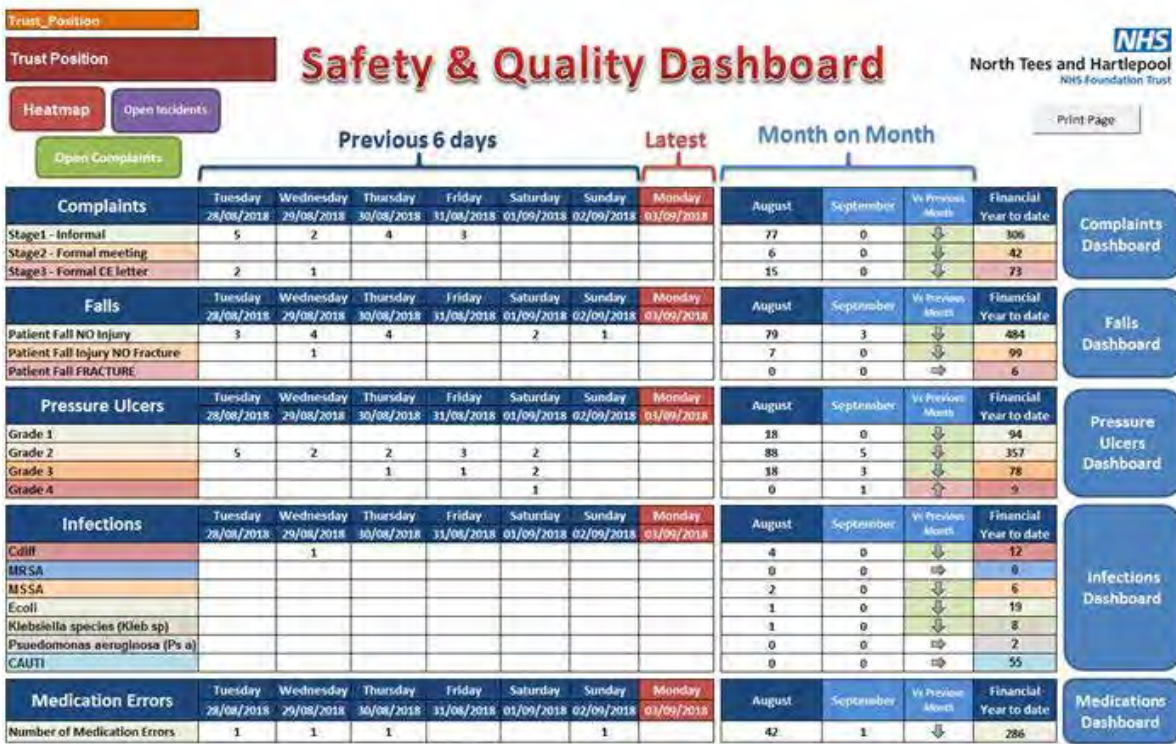 Trust_Position
Trust Position
Safety & Quality Dashboard
NHS
North Tees and Hartlepool
NHS Foundation Trust
Heatmap
Open Incidents
Print Page
Open Complaints
Previous 6 days
Latest
Month on Month
Complaints Tuesday Wednesday Thursday Friday Saturday Sunday Monday August September Vs Previous Month Financial Year to date
28/08/2018 29/08/2018 30/08/2018 31/08/2018 01/09/2018 02/09/2018 03/09/2018
Stage1 - Informal 5 2 4 3 77 0 306
Stage2 - Formal meeting 6 0 42
Stage3 - Formal CE letter 2 1 15 0 73
Complaints Dashboard
Falls Tuesday Wednesday Thursday Friday Saturday Sunday Monday August September Vs Previous Month Financial Year to date
28/08/2018 29/08/2018 30/08/2018 31/08/2018 01/09/2018 02/09/2018 03/09/2018
Patient Fall NO Injury 3 4 4 2 1 79 3 484
Patient Fall Injury NO Fracture 1 7 0 99
Patient Fall FRACTURE 0 0 6
Falls Dashboard
Pressure Ulcers Tuesday Wednesday Thursday Friday Saturday Sunday Monday August September Vs Previous Month Financial Year to date
28/08/2018 29/08/2018 30/08/2018 31/08/2018 01/09/2018 02/09/2018 03/09/2018
Grade 1 18 0 94
Grade 2 5 2 2 3 2 88 5 357
Grade 3 1 1 2 18 3 78
Grade 4 1 0 1 9
Pressure Ulcers Dashboard
Infections Tuesday Wednesday Thursday Friday Saturday Sunday Monday August September Vs Previous Month Financial Year to date
28/08/2018 29/08/2018 30/08/2018 31/08/2018 01/09/2018 02/09/2018 03/09/2018
Cdiff 1 4 0 12
MRSA 0 0 0
MSSA 2 0 6
Ecoli 1 0 19
Klebsiella species (Kleb sp) 1 0 8
Psuedomonas aeruginosa (Ps a) 0 0 2
CAUTI 0 0 55
Infections Dashboard
Medication Errors Tuesday Wednesday Thursday Friday Saturday Sunday Monday August September Vs Previous Month Financial Year to date
28/08/2018 29/08/2018 30/08/2018 31/08/2018 01/09/2018 02/09/2018 03/09/2018
Number of Medication Errors 1 1 1 1 42 1 286
Medications Dashboard